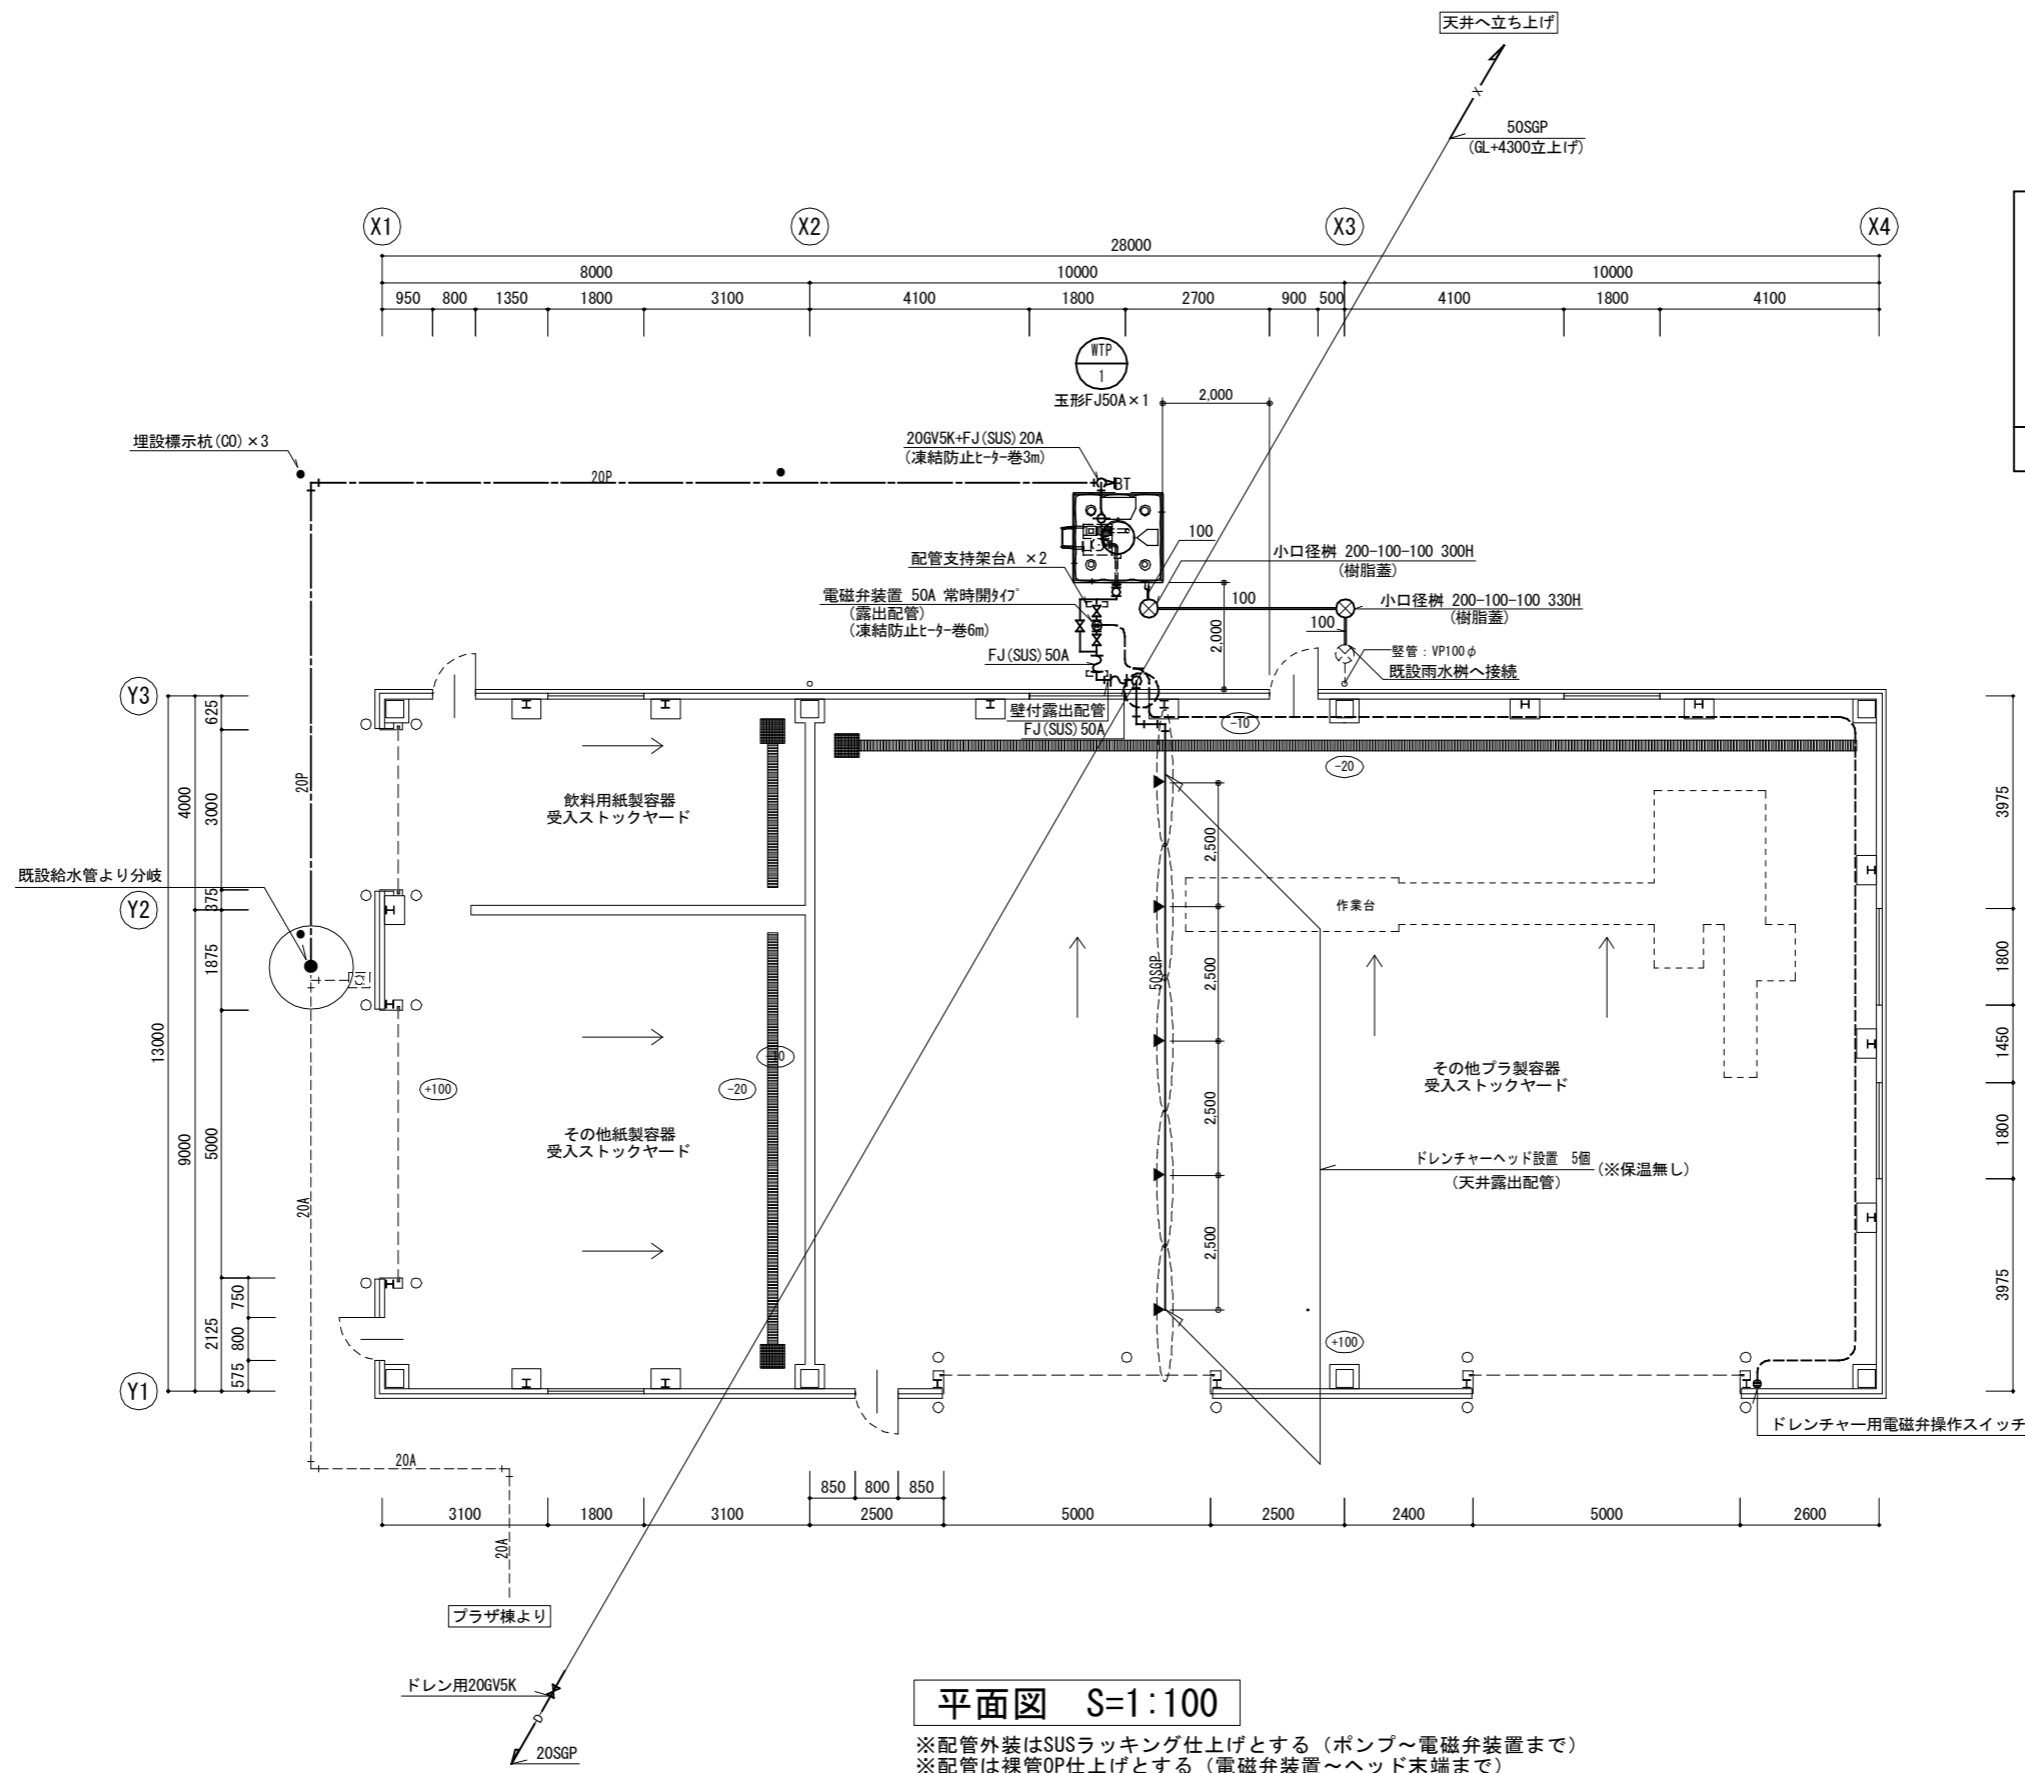 天井へ立ち上げ
50SGP
(GL+4300立上げ)
X1
X2
X3
X4
28000
8000
10000
10000
950
800
1350
1800
3100
4100
1800
2700
900
500
4100
1800
4100
WTP
1
玉形FJ50A×1
2,000
埋設標示杭(CO)×3
20GV5K+FJ(SUS)20A
(凍結防止ﾋｰﾀｰ巻3m)
20P
BT
配管支持架台A ×2
100
小口径桝 200-100-100 300H
(樹脂蓋)
電磁弁装置 50A 常時開ﾀｲﾌﾟ
(露出配管)
(凍結防止ﾋｰﾀｰ巻6m)
100
小口径桝 200-100-100 330H
(樹脂蓋)
2,000
100
FJ(SUS)50A
竪管：VP100φ
既設雨水桝へ接続
Y3
壁付露出配管
FJ(SUS)50A
-10
-20
625
4000
3000
20P
飲料用紙製容器
受入ストックヤード
2,500
3975
既設給水管より分岐
375
Y2
作業台
1875
50SGP
2,500
1800
13000
-10
+100
-20
1450
その他プラ製容器
受入ストックヤード
9000
5000
2,500
1800
その他紙製容器
受入ストックヤード
ドレンチャーヘッド設置 5個
(※保温無し)
(天井露出配管)
20A
2,500
3975
750
2125
800
575
+100
Y1
ドレンチャー用電磁弁操作スイッチ
20A
850
800
850
3100
1800
3100
2500
5000
2500
2400
5000
2600
20A
プラザ棟より
ドレン用20GV5K
D
20SGP
平面図 S=1:100
※配管外装はSUSラッキング仕上げとする（ポンプ～電磁弁装置まで）
※配管は裸管OP仕上げとする（電磁弁装置～ヘッド末端まで）